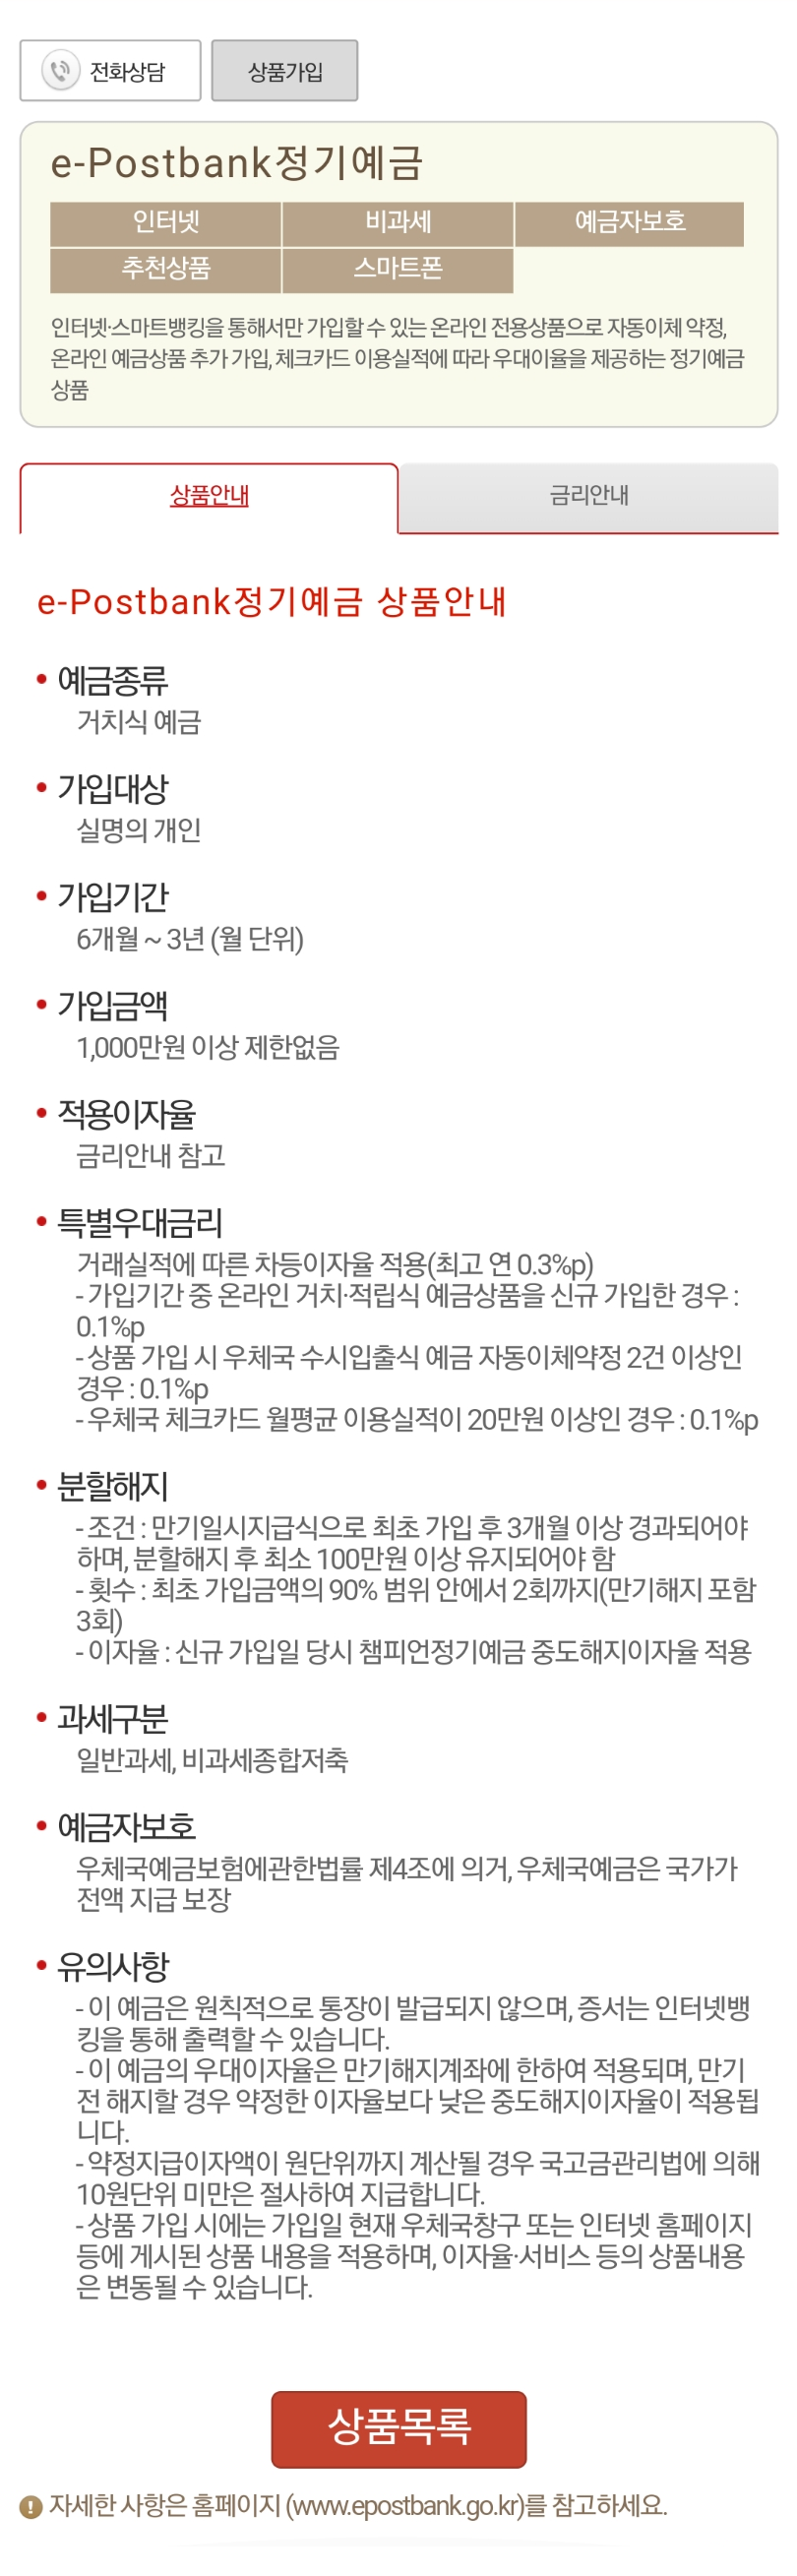 전화상담
상품가입
e-Postbank정기예금
인터넷
비과세
예금자보호
추천상품
스마트폰
인터넷·스마트뱅킹을 통해서만 가입할 수 있는 온라인 전용상품으로 자동이체 약정,
온라인 예금상품 추가 가입, 체크카드 이용실적에 따라 우대이율을 제공하는 정기예금
상품
상품안내
금리안내
e-Postbank정기예금 상품안내
• 예금종류
거치식 예금
• 가입대상
실명의 개인
• 가입기간
6개월 ~ 3년 (월 단위)
• 가입금액
1,000만원 이상 제한없음
• 적용이자율
금리안내 참고
• 특별우대금리
거래실적에 따른 차등이자율 적용(최고 연 0.3%p)
- 가입기간 중 온라인 거치·적립식 예금상품을 신규 가입한 경우 :
0.1%p
- 상품 가입 시 우체국 수시입출식 예금 자동이체약정 2건 이상인
경우 : 0.1%p
- 우체국 체크카드 월평균 이용실적이 20만원 이상인 경우 : 0.1%p
• 분할해지
- 조건 : 만기일시지급식으로 최초 가입 후 3개월 이상 경과되어야
하며, 분할해지 후 최소 100만원 이상 유지되어야 함
- 횟수 : 최초 가입금액의 90% 범위 안에서 2회까지(만기해지 포함
3회)
- 이자율 : 신규 가입일 당시 챔피언정기예금 중도해지이자율 적용
• 과세구분
일반과세, 비과세종합저축
• 예금자보호
우체국예금보험에관한법률 제4조에 의거, 우체국예금은 국가가
전액 지급 보장
• 유의사항
- 이 예금은 원칙적으로 통장이 발급되지 않으며, 증서는 인터넷뱅
킹을 통해 출력할 수 있습니다.
- 이 예금의 우대이자율은 만기해지계좌에 한하여 적용되며, 만기
전 해지할 경우 약정한 이자율보다 낮은 중도해지이자율이 적용됩
니다.
- 약정지급이자액이 원단위까지 계산될 경우 국고금관리법에 의해
10원단위 미만은 절사하여 지급합니다.
- 상품 가입 시에는 가입일 현재 우체국창구 또는 인터넷 홈페이지
등에 게시된 상품 내용을 적용하며, 이자율·서비스 등의 상품내용
은 변동될 수 있습니다.
상품목록
! 자세한 사항은 홈페이지 (www.epostbank.go.kr)를 참고하세요.